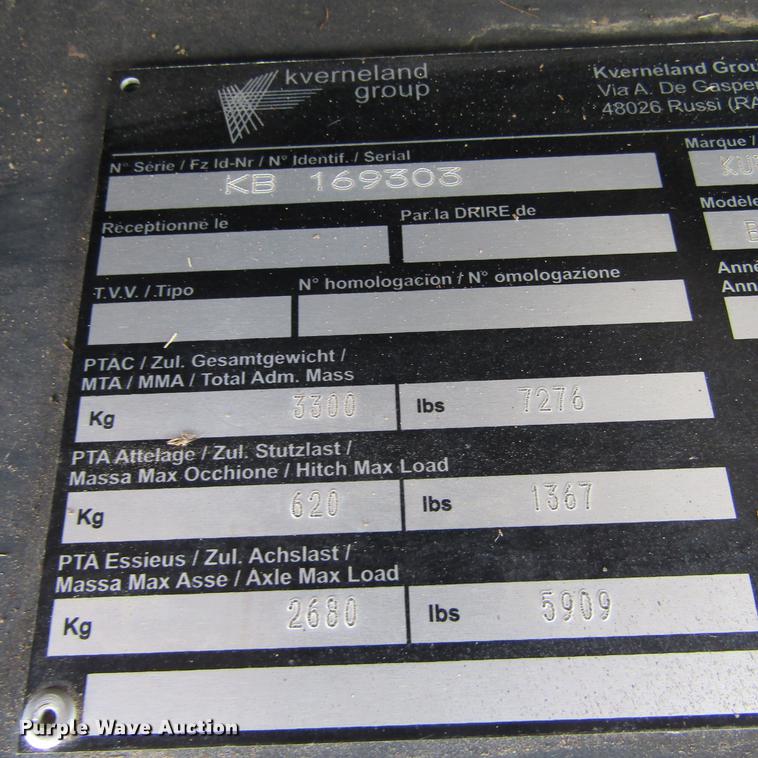 kverneland
group
Kverneland Grou
Via A. De Gasper
48026 Russi (RA
N° Série / Fz Id-Nr / N° Identif. / Serial
KB 169303
Marque /
KU
Réceptionné le
Par la DRIRE de
Modèle
T.V.V. / Tipo
N° homologacion / N° omologazione
Anné
Ann
PTAC / Zul. Gesamtgewicht /
MTA / MMA / Total Adm. Mass
Kg 3300 lbs 7276
PTA Attelage / Zul. Stutzlast /
Massa Max Occhione / Hitch Max Load
Kg 620 lbs 1367
PTA Essieus / Zul. Achslast /
Massa Max Asse / Axle Max Load
Kg 2680 lbs 5909
Purple Wave Auction